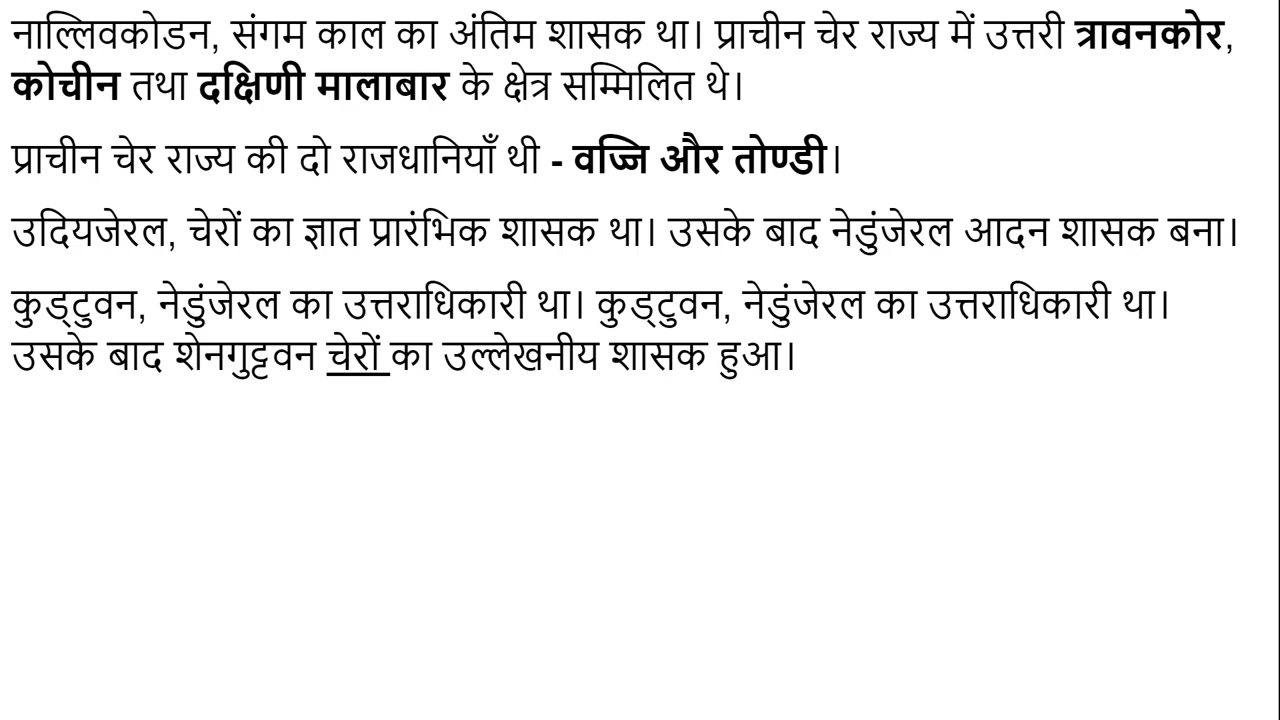 नाल्लिवकोडन, संगम काल का अंतिम शासक था। प्राचीन चेर राज्य में उत्तरी त्रावनकोर,
कोचीन तथा दक्षिणी मालाबार के क्षेत्र सम्मिलित थे।
प्राचीन चेर राज्य की दो राजधानियाँ थी - वज्जि और तोण्डी।
उदियजेरल, चेरों का ज्ञात प्रारंभिक शासक था। उसके बाद नेडुंजेरल आदन शासक बना।
कुड्टुवन, नेडुंजेरल का उत्तराधिकारी था। कुड्टुवन, नेडुंजेरल का उत्तराधिकारी था।
उसके बाद शेनगुट्टवन चेरों का उल्लेखनीय शासक हुआ।